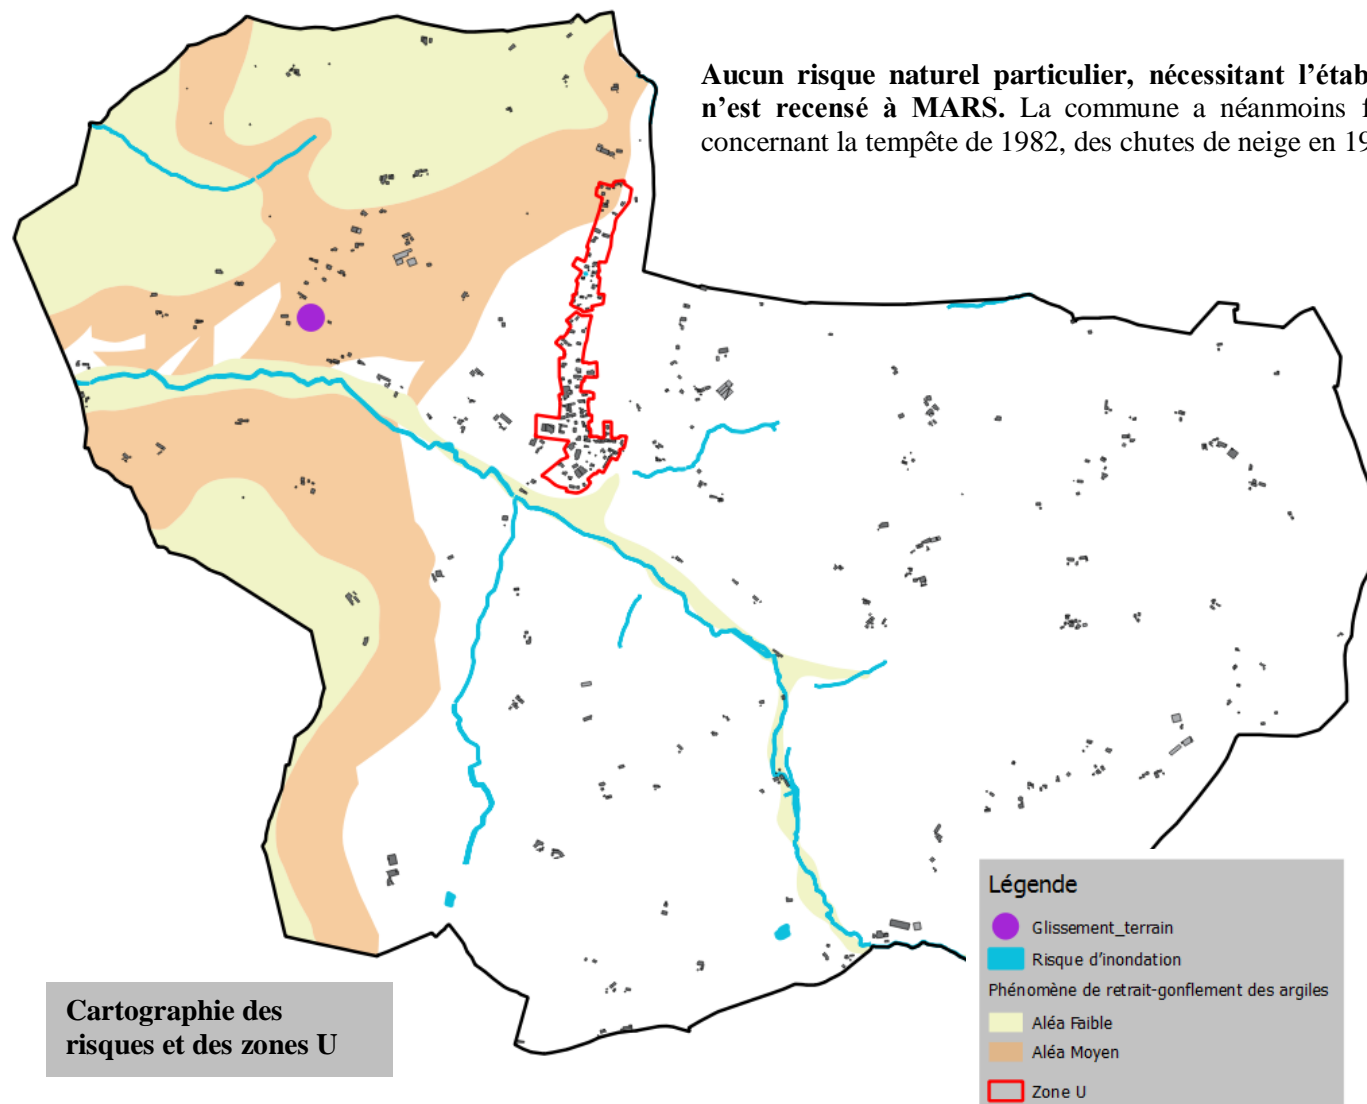 Aucun risque naturel particulier, nécessitant l'étab
n'est recensé à MARS. La commune a néanmoins f
concernant la tempête de 1982, des chutes de neige en 19
Légende
Glissement_terrain
Risque d'inondation
Phénomène de retrait-gonflement des argiles
Aléa Faible
Aléa Moyen
Zone U
Cartographie des
risques et des zones U